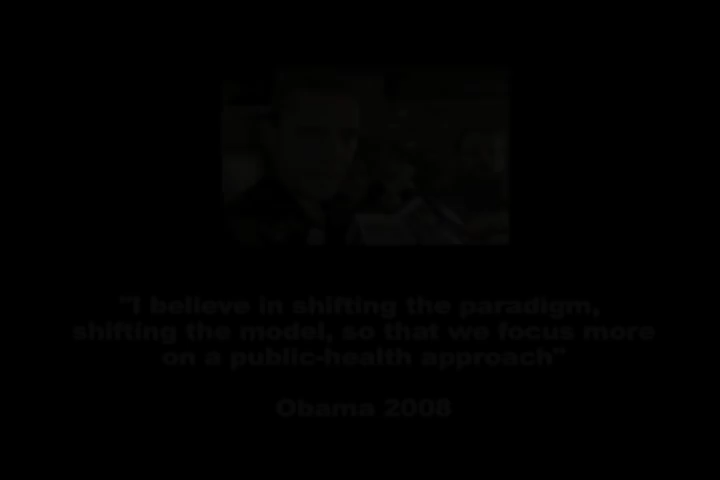 "I believe in shifting the paradigm,
shifting the model, so that we focus more
on a public-health approach"
Obama 2008